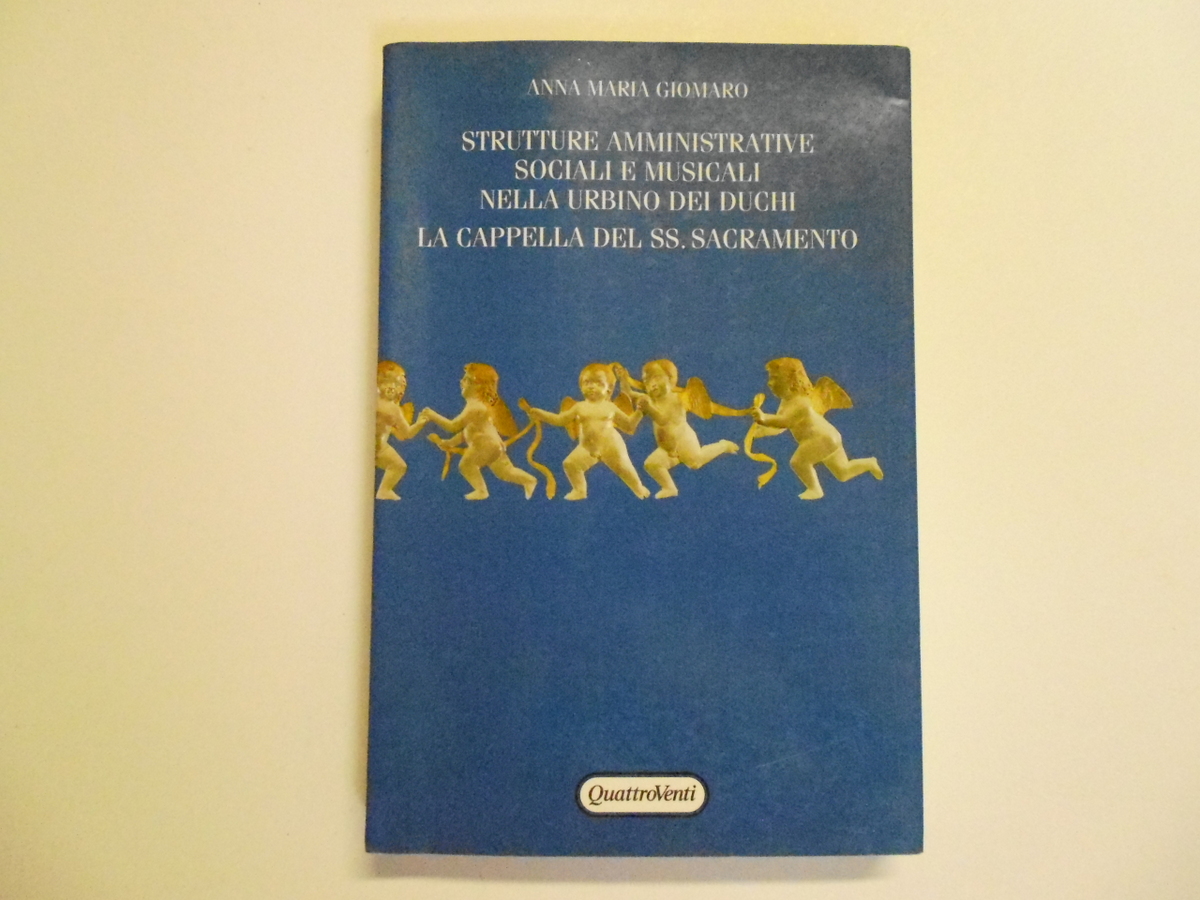 ANNA MARIA GIOMARO
STRUTTURE AMMINISTRATIVE
SOCIALI E MUSICALI
NELLA URBINO DEI DUCHI
LA CAPPELLA DEL SS. SACRAMENTO
QuattroVenti